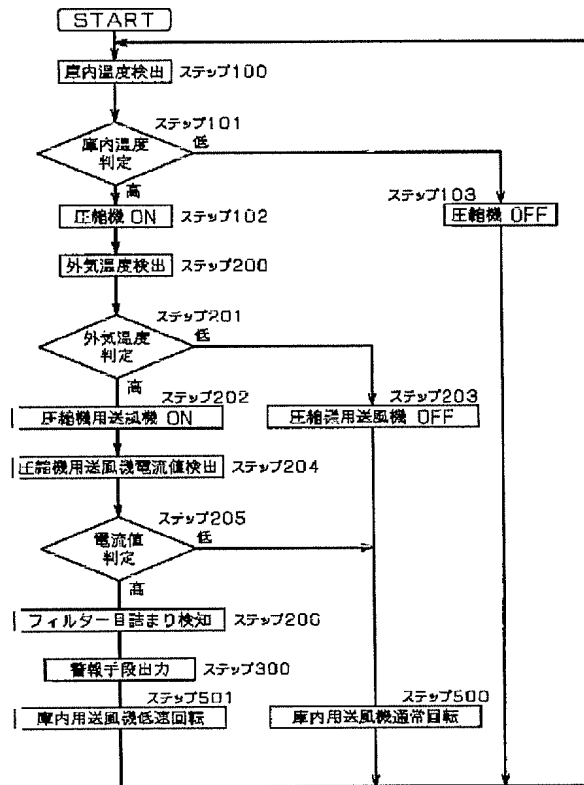 START
庫内温度検出 ステップ100
ステップ101
庫内温度
判定
低
高
圧縮機 ON ステップ102
ステップ103
圧縮機 OFF
外気温度検出 ステップ200
ステップ201
外気温度
判定
低
高
ステップ202
圧縮機用送風機 ON
ステップ203
圧縮機用送風機 OFF
圧縮機用送風機電流値検出 ステップ204
ステップ205
電流値
判定
低
高
フィルター目詰まり検知 ステップ206
警報手段出力 ステップ300
ステップ501
庫内用送風機低速回転
ステップ500
庫内用送風機通常回転